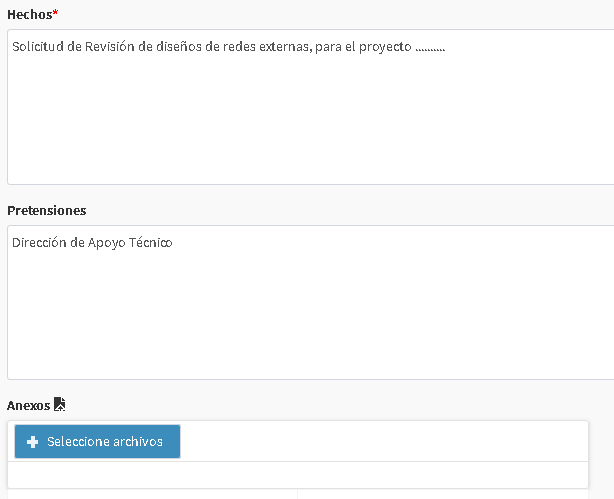 Hechos*
Solicitud de Revisión de diseños de redes externas, para el proyecto ..........
Pretensiones
Dirección de Apoyo Técnico
Anexos
Seleccione archivos